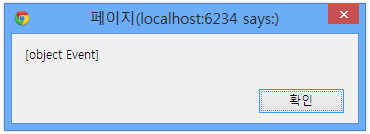 페이지(localhost:6234 says:)
[object Event]
확인